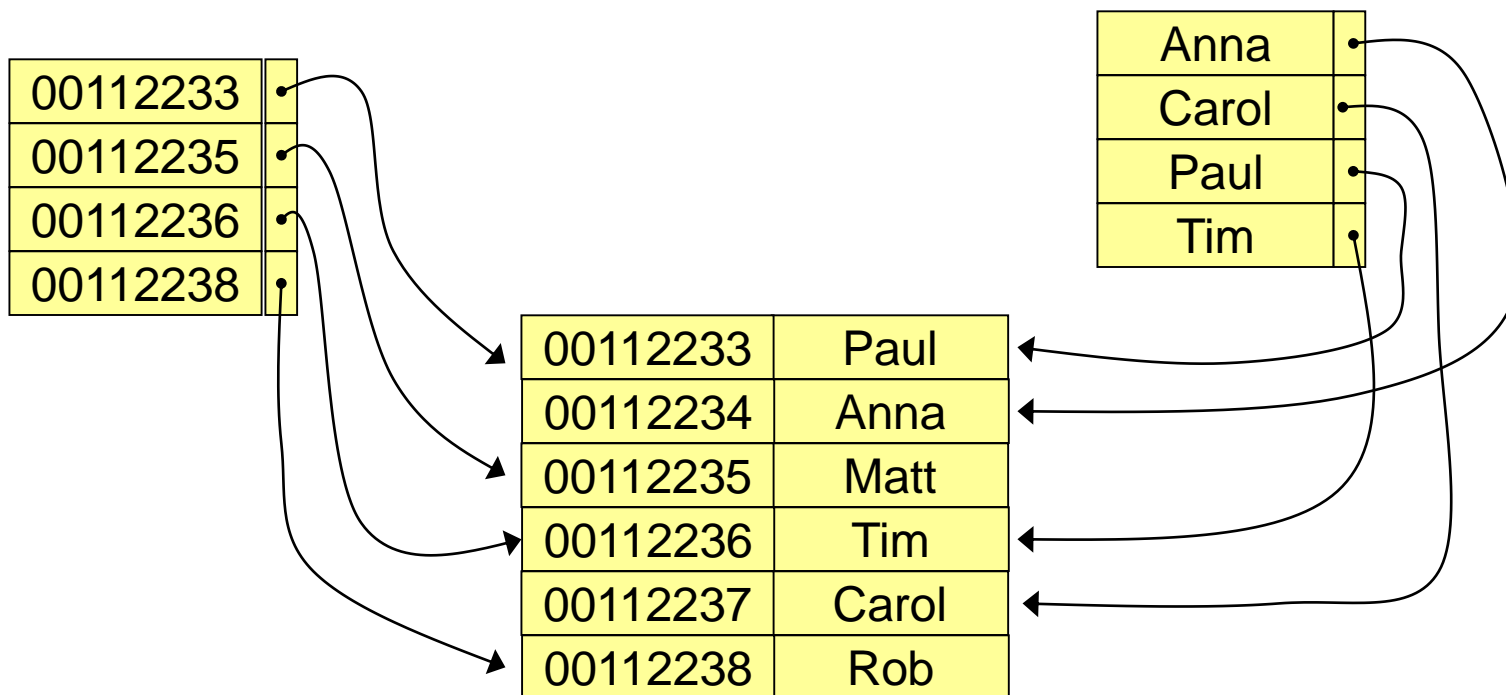 00112233
00112235
00112236
00112238
Anna
Carol
Paul
Tim
00112233 Paul
00112234 Anna
00112235 Matt
00112236 Tim
00112237 Carol
00112238 Rob